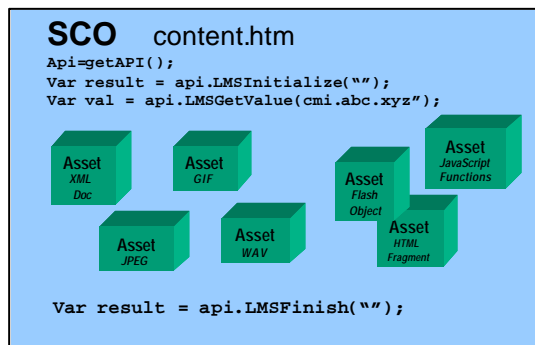 SCO content.htm
Api=getAPI();
Var result = api.LMSInitialize(“”);
Var val = api.LMSGetValue(cmi.abc.xyz”);
Asset
XML
Doc
Asset
GIF
Asset
JPEG
Asset
WAV
Asset
Flash
Object
Asset
JavaScript
Functions
Asset
HTML
Fragment
Var result = api.LMSFinish(“”);